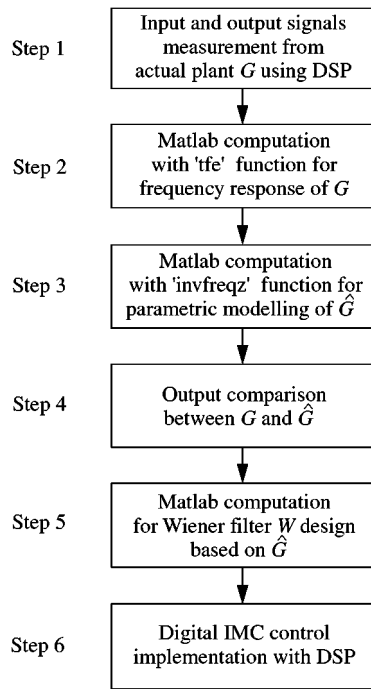 Step 1
Input and output signals
measurement from
actual plant G using DSP
Step 2
Matlab computation
with 'tfe' function for
frequency response of G
Step 3
Matlab computation
with 'invfreqz' function for
parametric modelling of Ĝ
Step 4
Output comparison
between G and Ĝ
Step 5
Matlab computation
for Wiener filter W design
based on Ĝ
Step 6
Digital IMC control
implementation with DSP